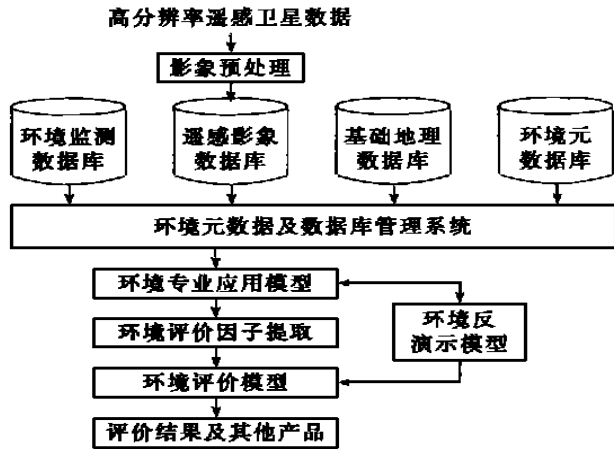 高分辨率遥感卫星数据
影象预处理
环境监测
数据库
遥感影象
数据库
基础地理
数据库
环境元
数据库
环境元数据及数据库管理系统
环境专业应用模型
环境评价因子提取
环境反
演示模型
环境评价模型
评价结果及其他产品